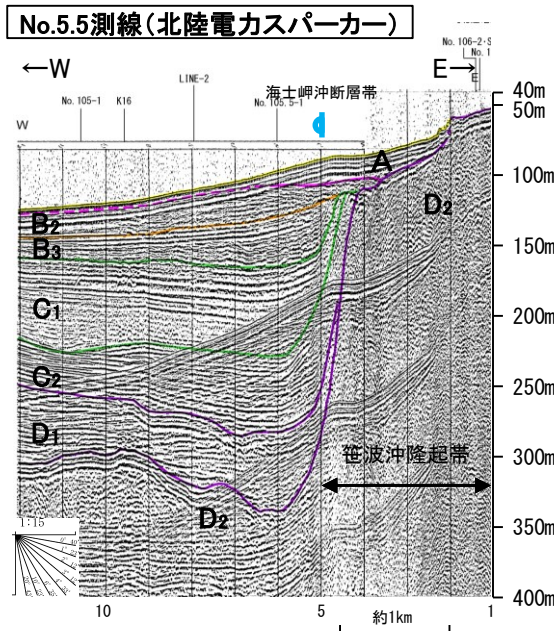 No.5.5測線(北陸電力スパーカー)
←W
E→
No. 106-2・S
LINE-2
海士岬沖断層帯
No. 1
E
No. 105-1
K16
No. 105.5-1
W
40m
50m
A
100m
D2
B2
B3
150m
C1
200m
C2
250m
D1
300m
笹波沖隆起帯
D2
350m
1:15
400m
10
5
約1km
1